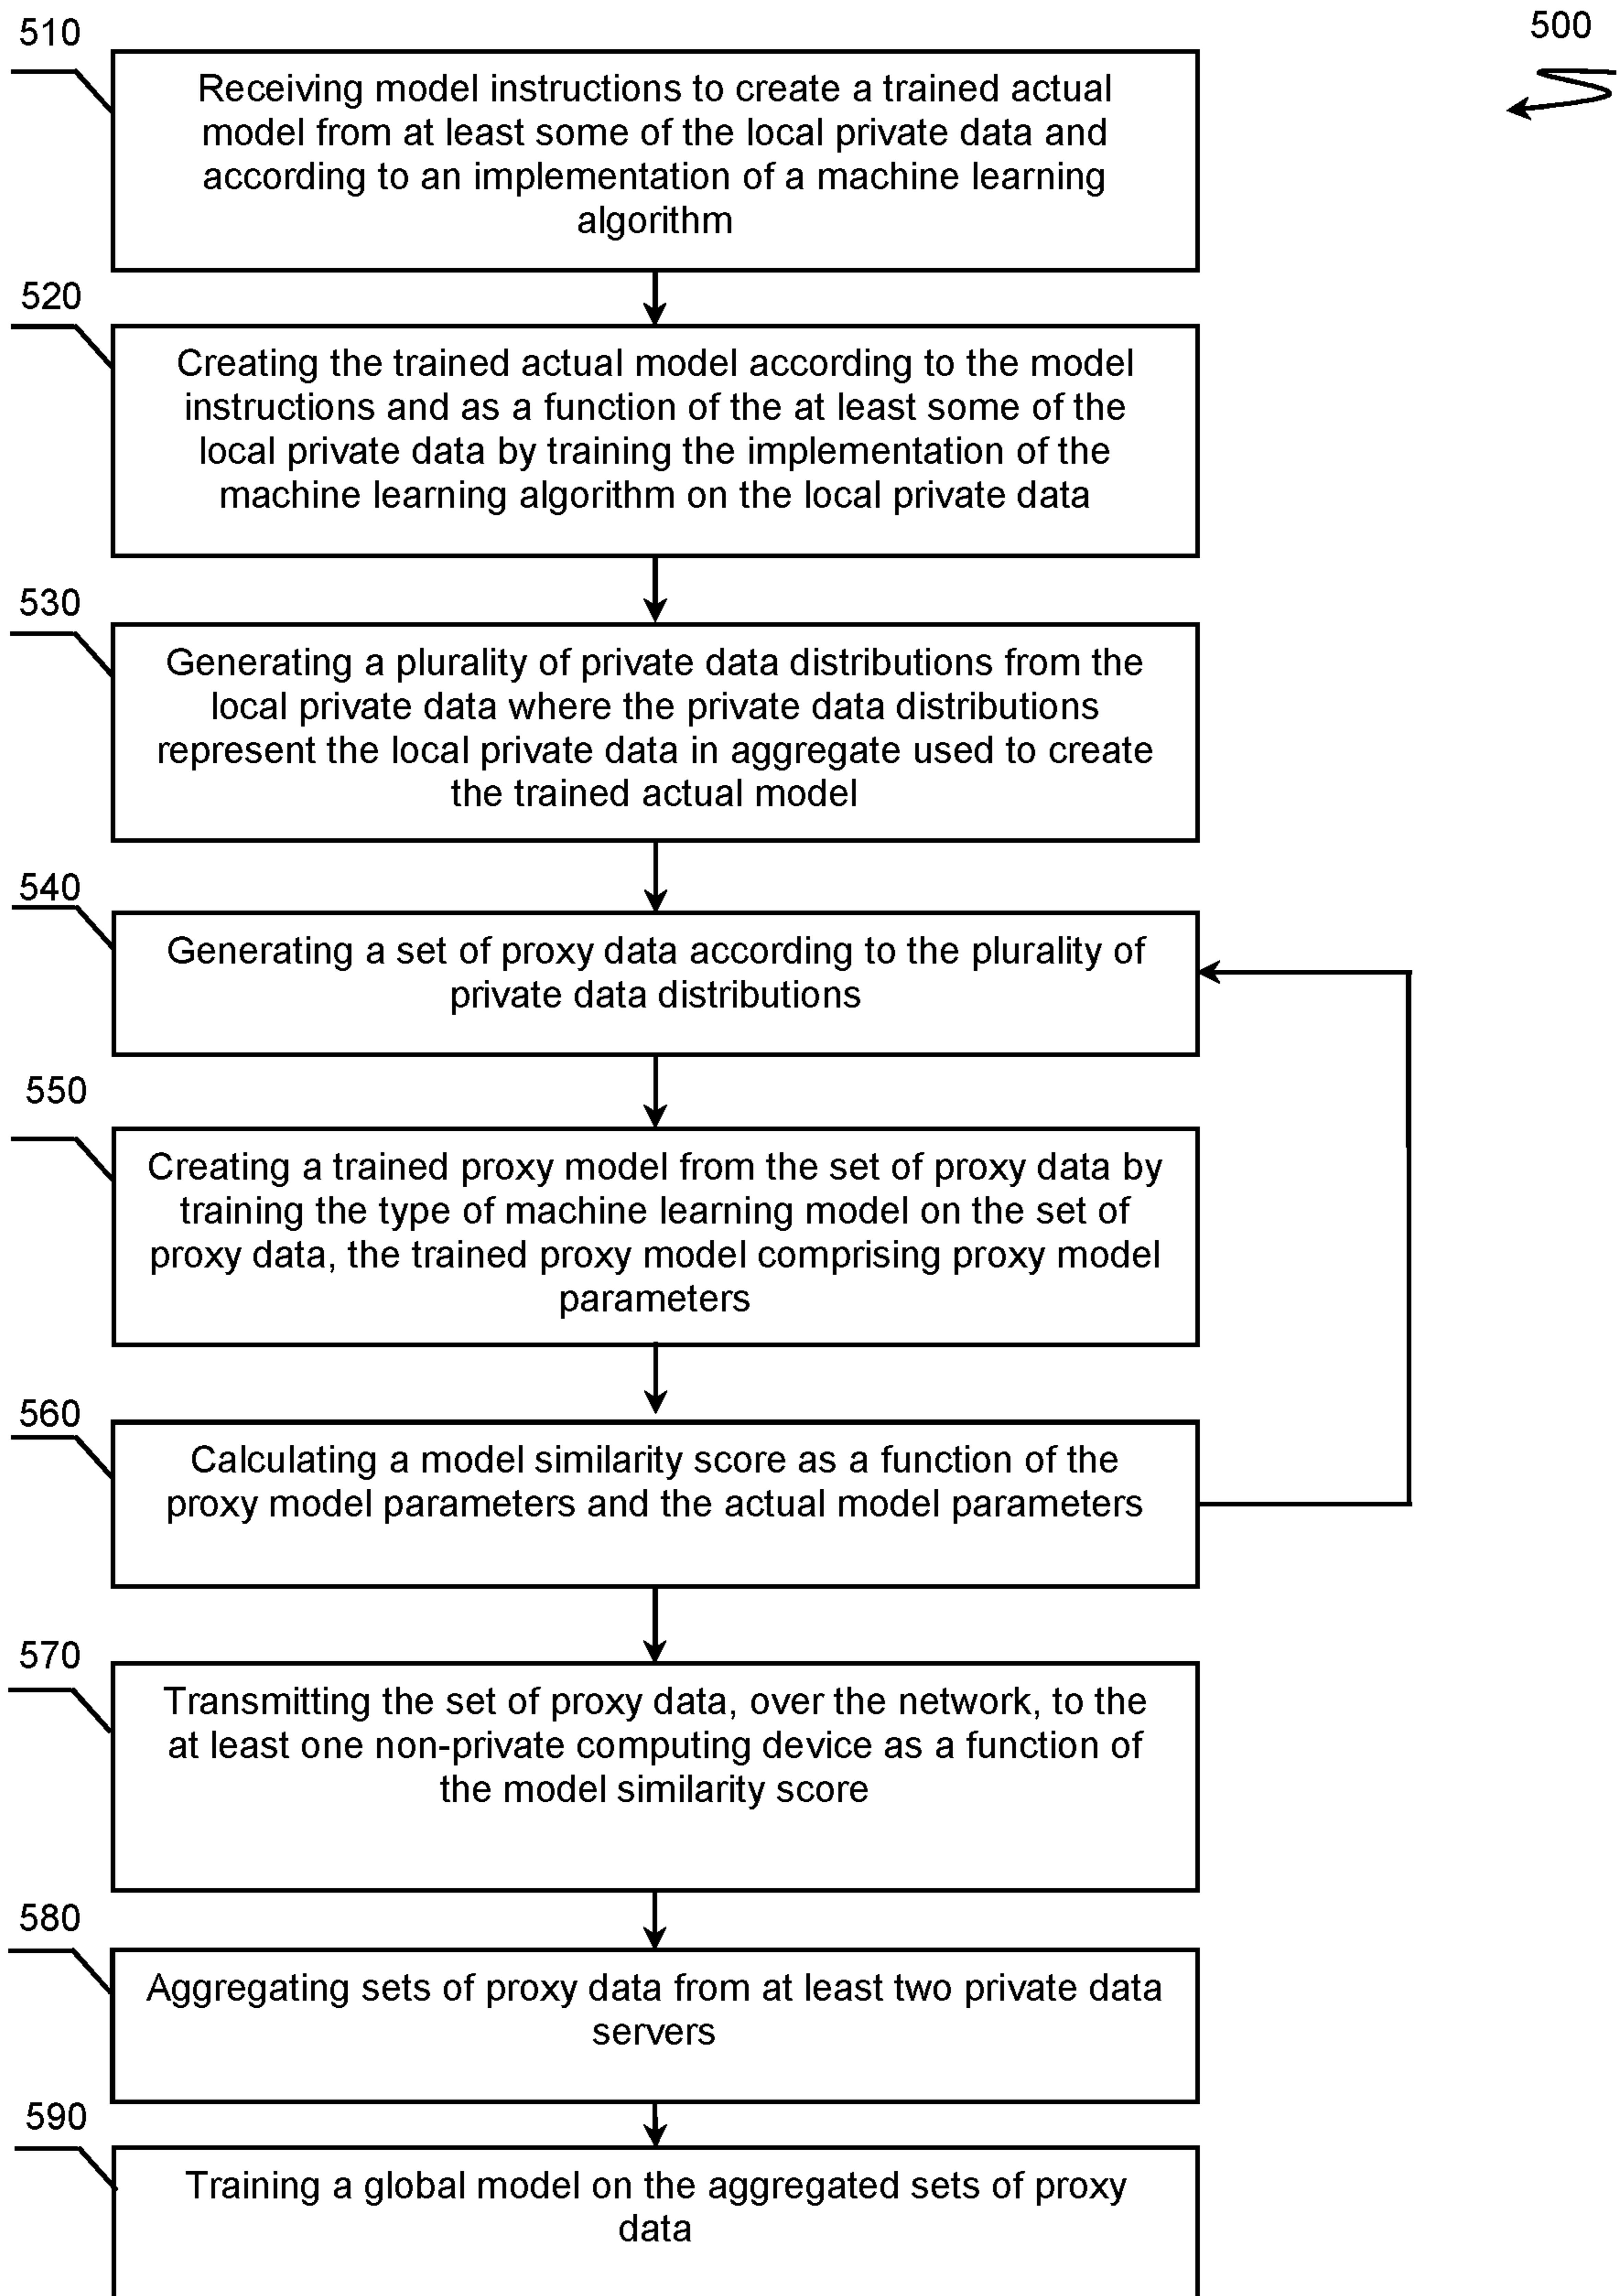 510
500
Receiving model instructions to create a trained actual
model from at least some of the local private data and
according to an implementation of a machine learning
algorithm
520
Creating the trained actual model according to the model
instructions and as a function of the at least some of the
local private data by training the implementation of the
machine learning algorithm on the local private data
530
Generating a plurality of private data distributions from the
local private data where the private data distributions
represent the local private data in aggregate used to create
the trained actual model
540
Generating a set of proxy data according to the plurality of
private data distributions
550
Creating a trained proxy model from the set of proxy data by
training the type of machine learning model on the set of
proxy data, the trained proxy model comprising proxy model
parameters
560
Calculating a model similarity score as a function of the
proxy model parameters and the actual model parameters
570
Transmitting the set of proxy data, over the network, to the
at least one non-private computing device as a function of
the model similarity score
580
Aggregating sets of proxy data from at least two private data
servers
590
Training a global model on the aggregated sets of proxy
data